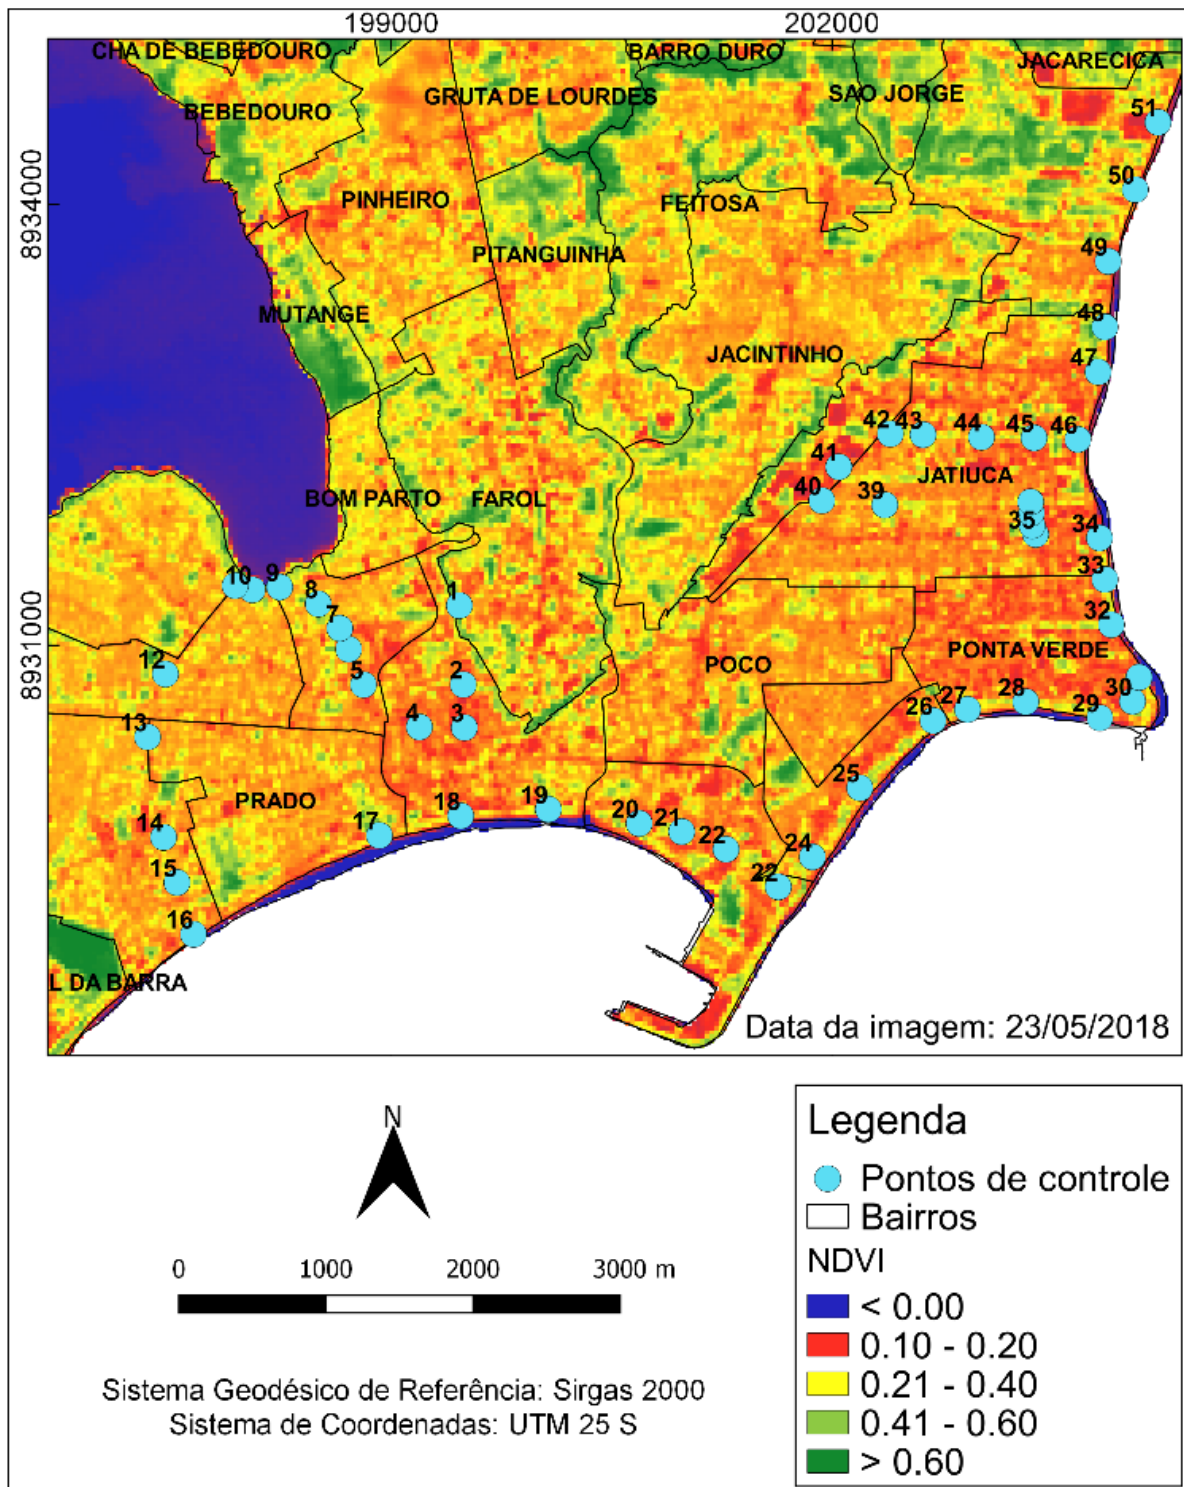 199000
202000
CHA DE BEBEDOURO
BARRO DURO
JACARECICA
BEBEDOURO
GRUTA DE LOURDES
SAO JORGE
51
8934000
PINHEIRO
FEITOSA
50
PITANGUINHA
49
MUTANGE
48
JACINTINHO
47
42
43
44
45
46
41
JATIUCA
BOM PARTO
FAROL
40
39
35
34
10
9
8
1
33
7
32
8931000
12
5
2
POCO
PONTA VERDE
30
13
4
3
26
27
28
29
25
PRADO
14
17
18
19
20
21
22
24
15
22
16
L DA BARRA
Data da imagem: 23/05/2018
N
0 1000 2000 3000 m
Sistema Geodésico de Referência: Sirgas 2000
Sistema de Coordenadas: UTM 25 S
Legenda
Pontos de controle
Bairros
NDVI
< 0.00
0.10 - 0.20
0.21 - 0.40
0.41 - 0.60
> 0.60